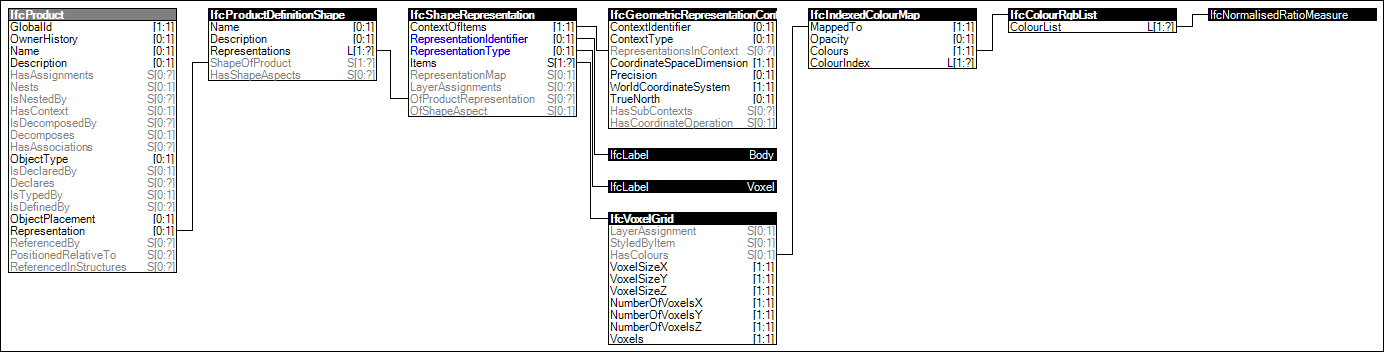 IfcProduct
GlobalId [1:1]
OwnerHistory [0:1]
Name [0:1]
Description [0:1]
HasAssignments S[0:?]
Nests S[0:1]
IsNestedBy S[0:?]
HasContext S[0:1]
IsDecomposedBy S[0:?]
Decomposes S[0:1]
HasAssociations S[0:?]
ObjectType [0:1]
IsDeclaredBy S[0:1]
Declares S[0:?]
IsTypedBy S[0:1]
IsDefinedBy S[0:?]
ObjectPlacement [0:1]
Representation [0:1]
ReferencedBy S[0:?]
PositionedRelativeTo S[0:?]
ReferencedInStructures S[0:?]
IfcProductDefinitionShape
Name [0:1]
Description [0:1]
Representations L[1:?]
ShapeOfProduct S[1:?]
HasShapeAspects S[0:?]
IfcShapeRepresentation
ContextOfItems [1:1]
RepresentationIdentifier [0:1]
RepresentationType [0:1]
Items S[1:?]
RepresentationMap S[0:1]
LayerAssignments S[0:?]
OfProductRepresentation S[0:?]
OfShapeAspect S[0:1]
IfcGeometricRepresentationCont
ContextIdentifier [0:1]
ContextType [0:1]
RepresentationsInContext S[0:?]
CoordinateSpaceDimension [1:1]
Precision [0:1]
WorldCoordinateSystem [1:1]
TrueNorth [0:1]
HasSubContexts S[0:?]
HasCoordinateOperation S[0:1]
IfcLabel Body
IfcLabel Voxel
IfcVoxelGrid
LayerAssignment S[0:1]
StyledByItem S[0:1]
HasColours S[0:1]
VoxelSizeX [1:1]
VoxelSizeY [1:1]
VoxelSizeZ [1:1]
NumberOfVoxelsX [1:1]
NumberOfVoxelsY [1:1]
NumberOfVoxelsZ [1:1]
Voxels [1:1]
IfcIndexedColourMap
MappedTo [1:1]
Opacity [0:1]
Colours [1:1]
ColourIndex L[1:?]
IfcColourRgbList
ColourList L[1:?]
IfcNormalisedRatioMeasure